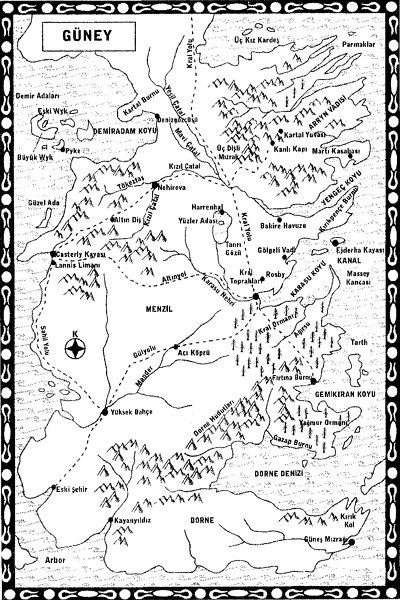 GÜNEY
Kral Yolu
Üç Kız Kardeş
Parmaklar
Demir Adaları
Eski Wyk
Kartal Burnu
Yeşil Çatal
Denizgözcüsü
Mavi Çatal
DEMİRADAM KOYU
ARRYN VADİSİ
Kartal Yuvası
Üç Dişli
Mızrak
Kanlı Kapı
Martı Kasabası
Pyke
Büyük Wyk
Kızıl Çatal
Tökeştaş
Nehireva
YENGEÇ KOYU
Güzel Ada
Altın Diş
Kızıl Çatal
Harrenhal
Yüzler Adası
Kral Yolu
Bakire Havuzu
Kırıkpençe Burnu
Tanrı
Gözü
Gölgeli Vadi
Ejderha Kayası
KANAL
Casterly Kayası
Lannis Limanı
Altınyol
Kral
Toprakları
Rosby
KARASU KOYU
Massey
Kancası
Karasu Nehri
MENZİL
Kral Ormanı
Sahil Yolu
K
Gülyolu
Acı Köprü
Tarth
Mander
Fırtına Burnu
GEMİKIRAN KOYU
Yüksek Bahçe
Dorne Hudutları
Yağmur Ormanı
Gazap Burnu
DORNE DENİZİ
Eski Şehir
Kayanyıldız
DORNE
Kırık
Kol
Güneş Mızrağı
Arbor